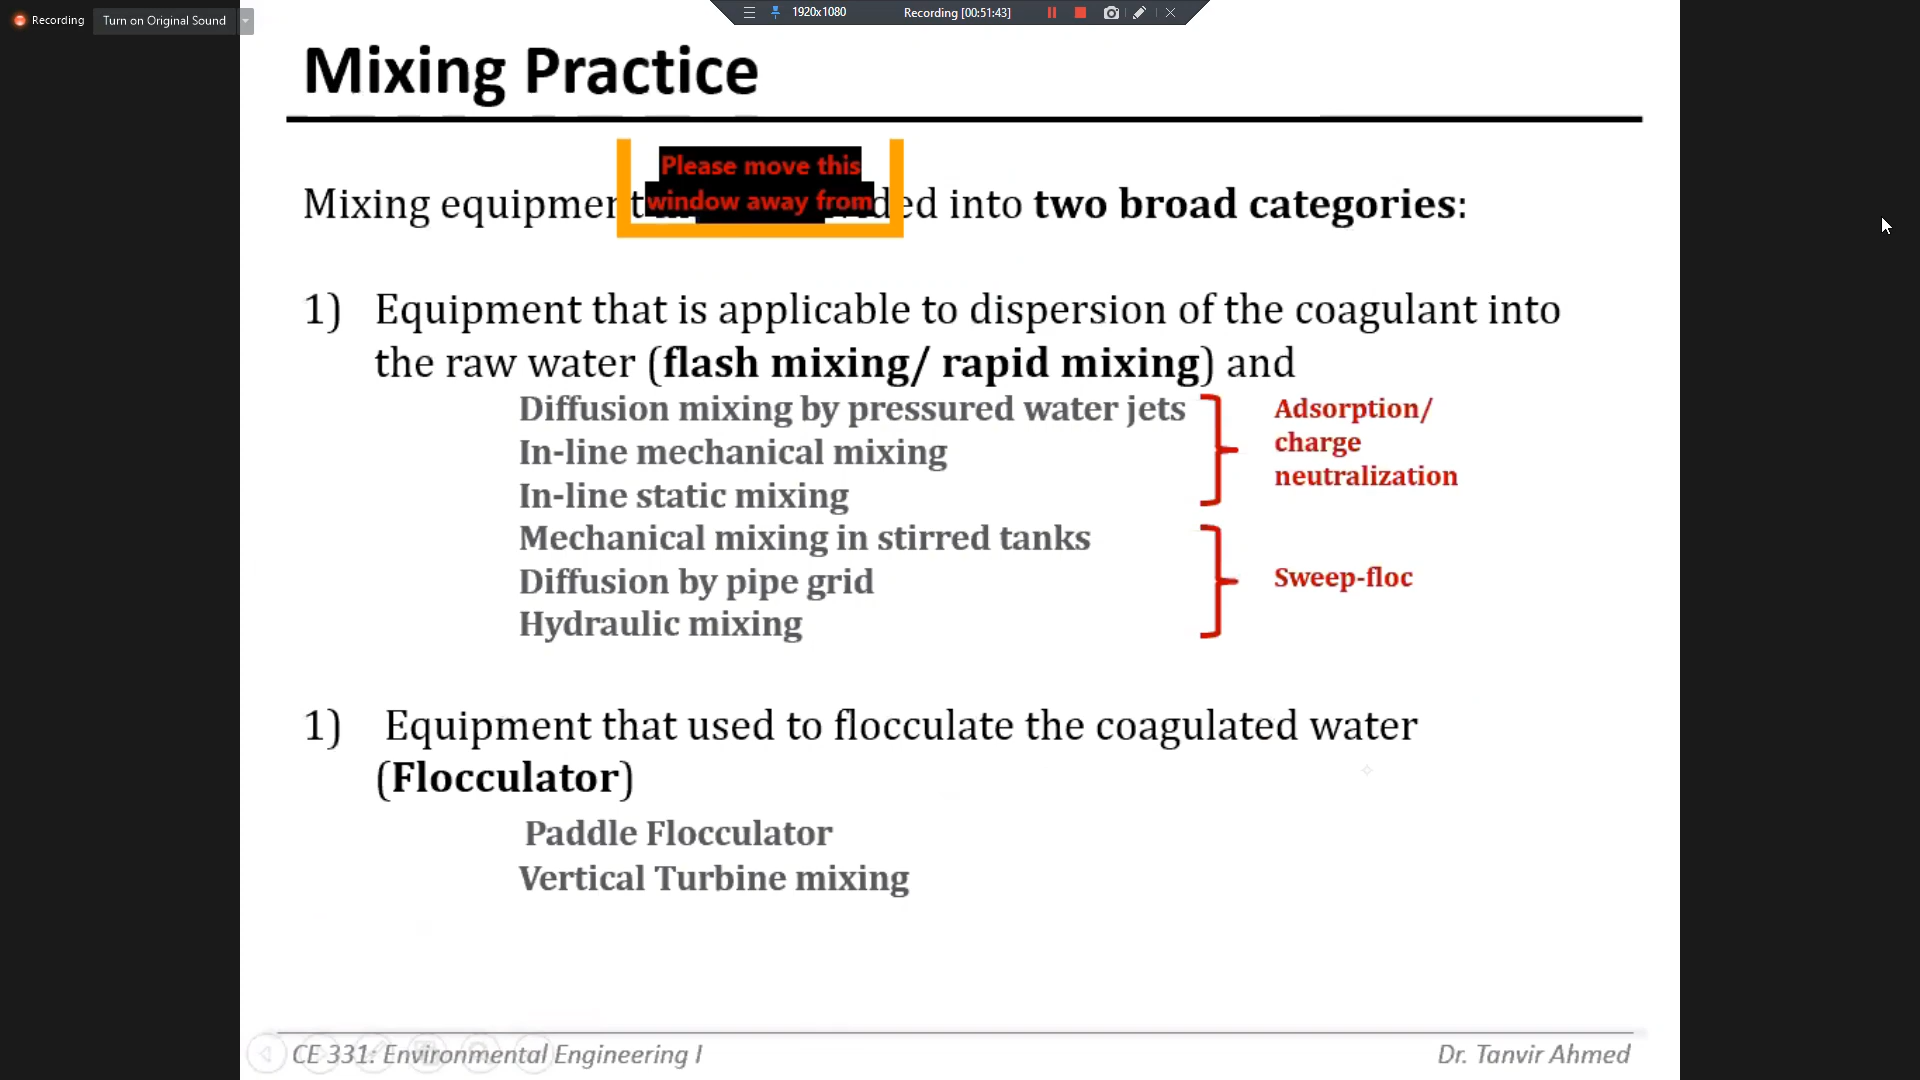 Recording
Turn on Original Sound
1920x1080
Recording [00:51:43]
Mixing Practice
Please move this
window away from
Mixing equipment into two broad categories:
1) Equipment that is applicable to dispersion of the coagulant into
the raw water (flash mixing/ rapid mixing) and
Diffusion mixing by pressured water jets
In-line mechanical mixing
In-line static mixing
Adsorption/
charge
neutralization
Mechanical mixing in stirred tanks
Diffusion by pipe grid
Hydraulic mixing
Sweep-floc
1) Equipment that used to flocculate the coagulated water
(Flocculator)
Paddle Flocculator
Vertical Turbine mixing
CE 331: Environmental Engineering I
Dr. Tanvir Ahmed